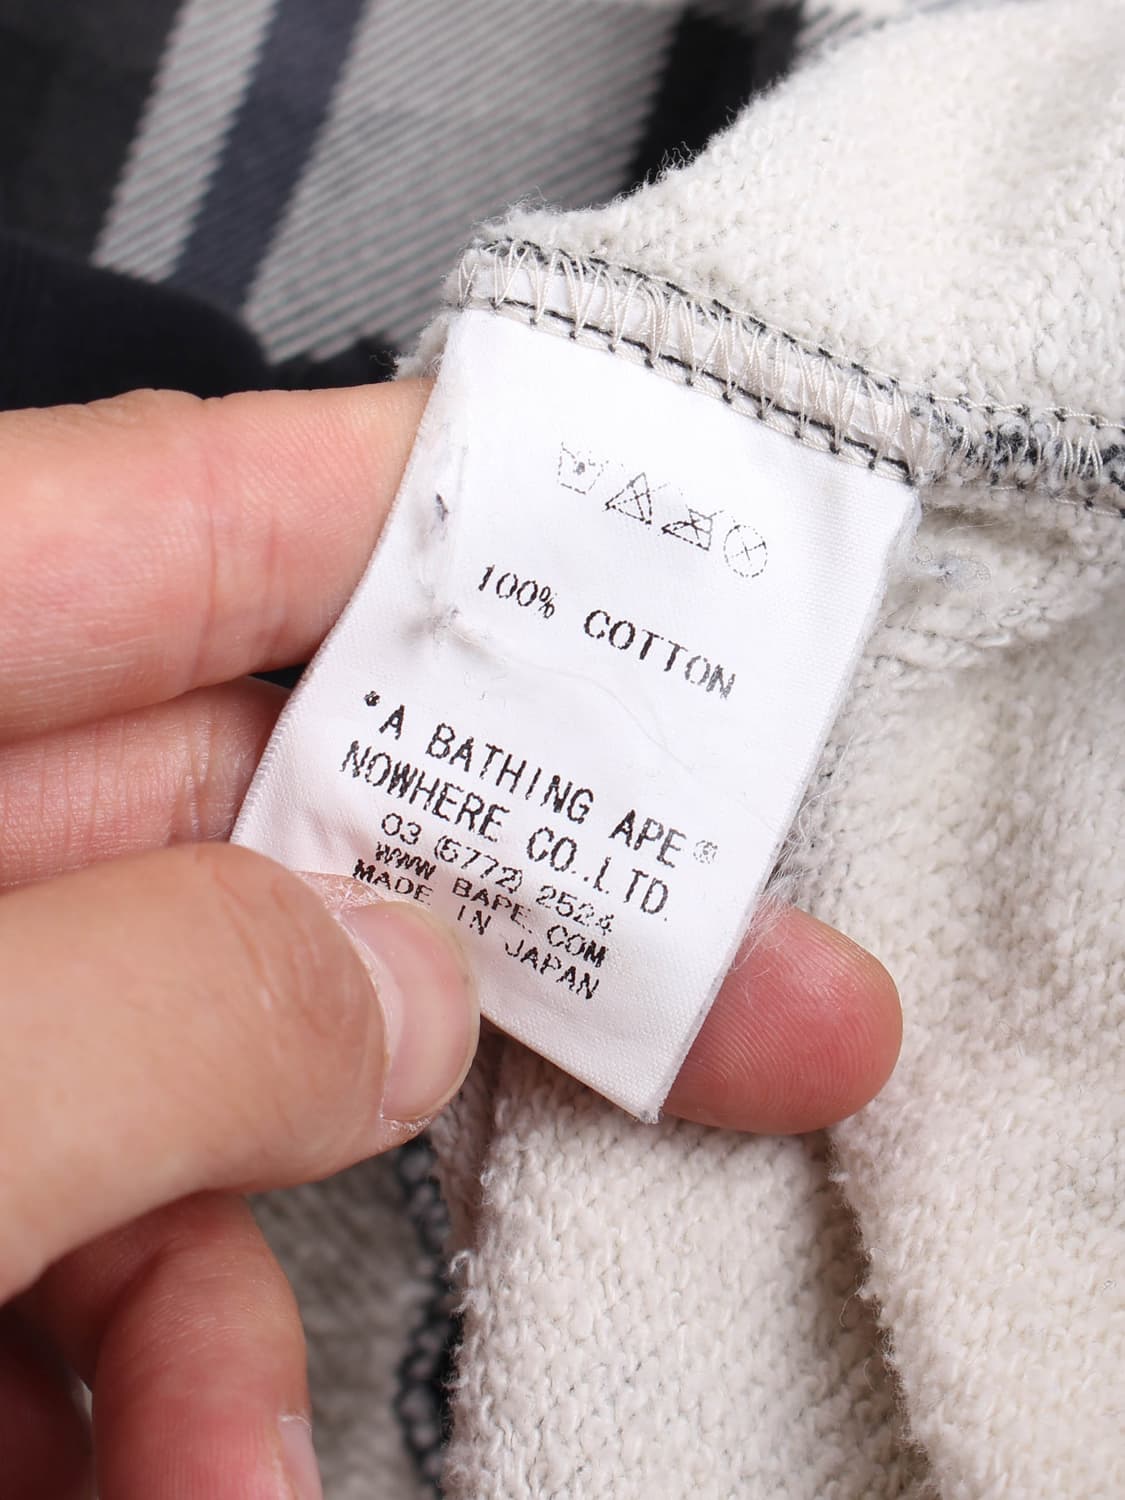 100% COTTON
*A BATHING APE®
NOWHERE CO.,LTD.
03 (5772) 2524
WWW BAPE.COM
MADE IN JAPAN